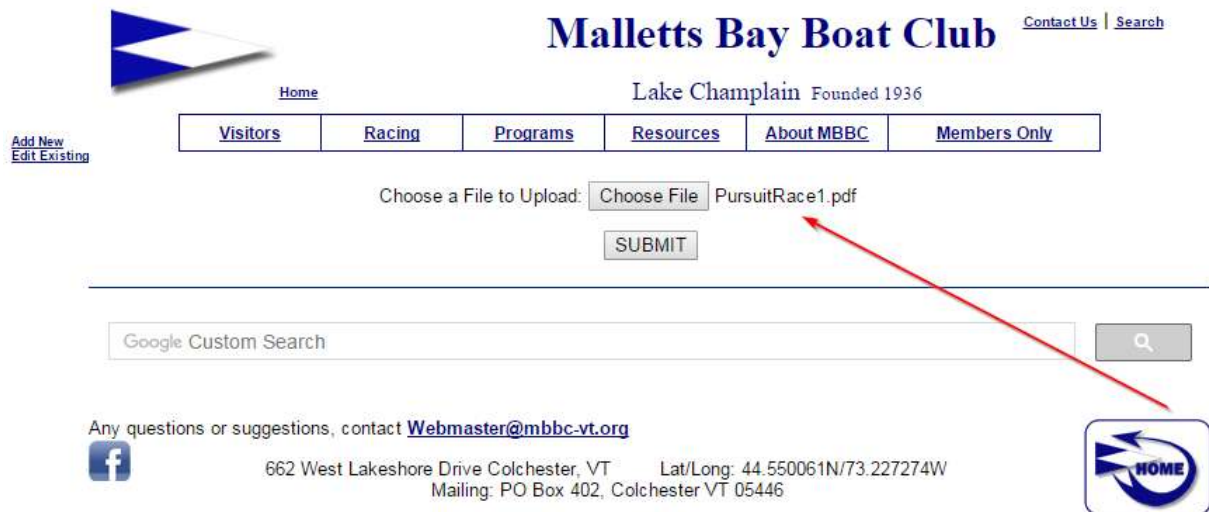 Malletts Bay Boat Club
Contact Us | Search
Home
Lake Champlain Founded 1936
Visitors Racing Programs Resources About MBBC Members Only
Add New
Edit Existing
Choose a File to Upload: Choose File PursuitRace1.pdf
SUBMIT
Google Custom Search
Any questions or suggestions, contact Webmaster@mbbc-vt.org
f
HOME
662 West Lakeshore Drive Colchester, VT Lat/Long: 44.550061N/73.227274W
Mailing: PO Box 402, Colchester VT 05446